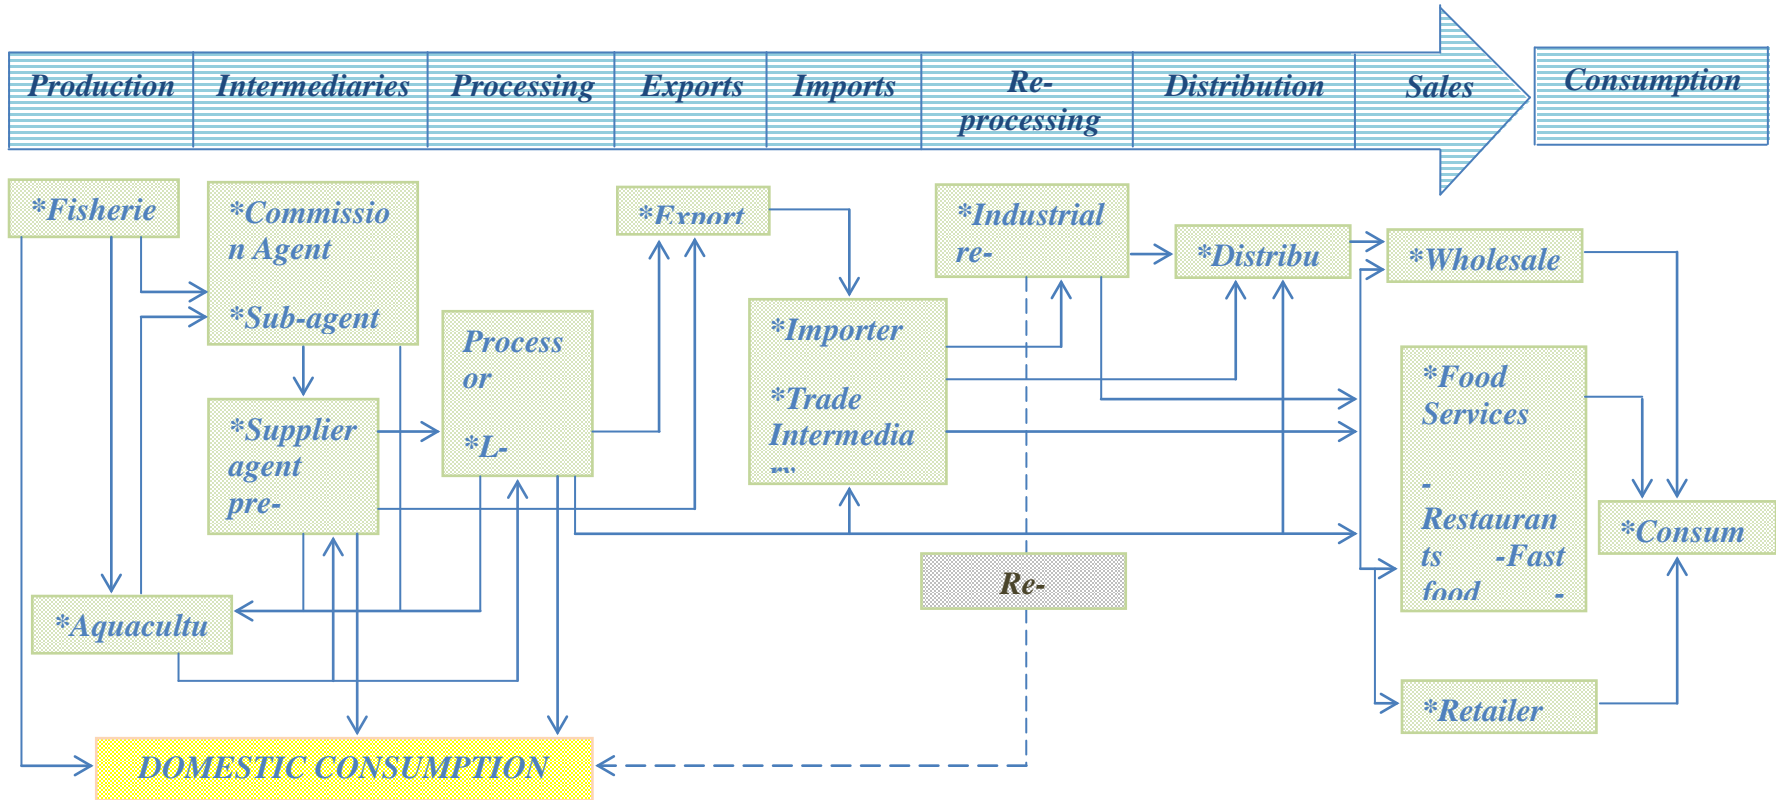 Production
Intermediaries
Processing
Exports
Imports
Re-
processing
Distribution
Sales
Consumption
*Fisherie
*Commissio
n Agent
*Sub-agent
*Supplier
agent
pre-
*Aquacultu
Process
or
*L-
*Export
*Importer
*Trade
Intermedia
ry
*Industrial
re-
Re-
*Distribu
*Wholesale
*Food
Services
-
Restauran
ts -Fast
food -
*Retailer
*Consum
DOMESTIC CONSUMPTION